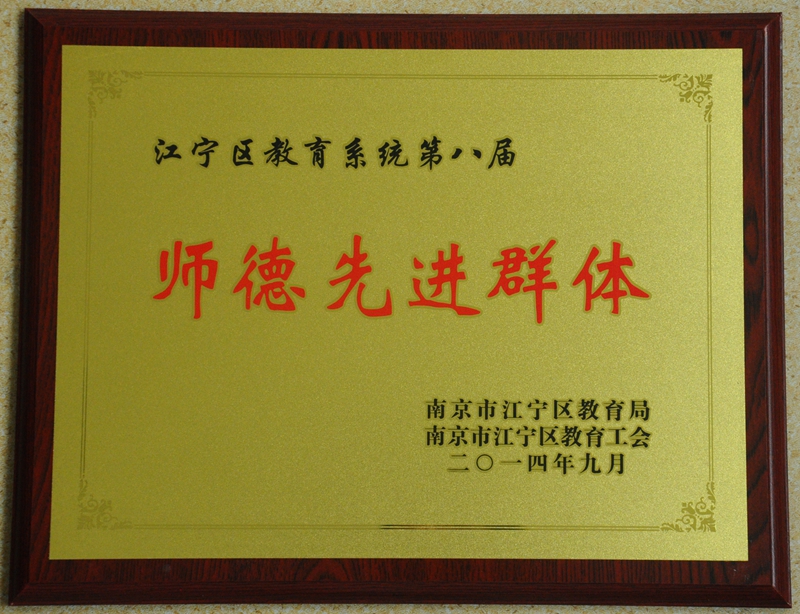 江宁区教育系统第八届
师德先进群体
南京市江宁区教育局
南京市江宁区教育工会
二〇一四年九月